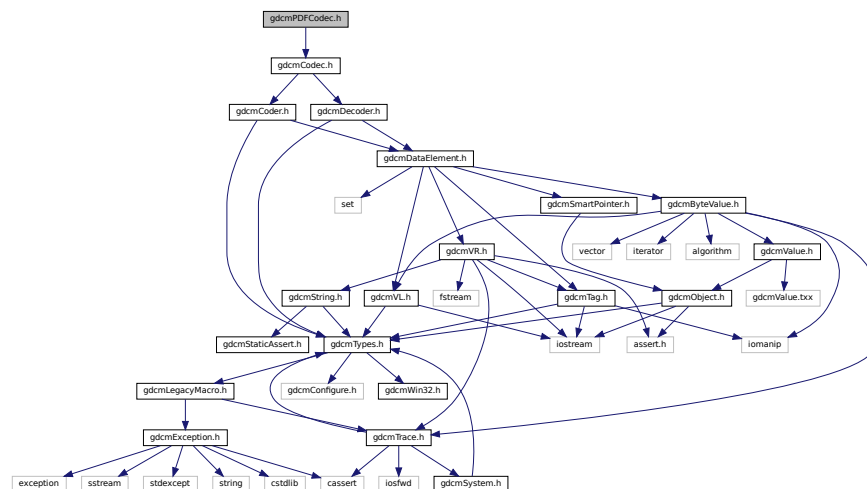 gdcmPDFCodec.h
gdcmCodec.h
gdcmCoder.h
gdcmDecoder.h
gdcmDataElement.h
set
gdcmSmartPointer.h
gdcmByteValue.h
gdcmVR.h
vector
iterator
algorithm
gdcmValue.h
gdcmString.h
gdcmVL.h
fstream
gdcmTag.h
gdcmObject.h
gdcmValue.txx
gdcmStaticAssert.h
gdcmTypes.h
iostream
assert.h
iomanip
gdcmLegacyMacro.h
gdcmConfigure.h
gdcmWin32.h
gdcmException.h
gdcmTrace.h
exception
sstream
stdexcept
string
cstdlib
cassert
iosfwd
gdcmSystem.h